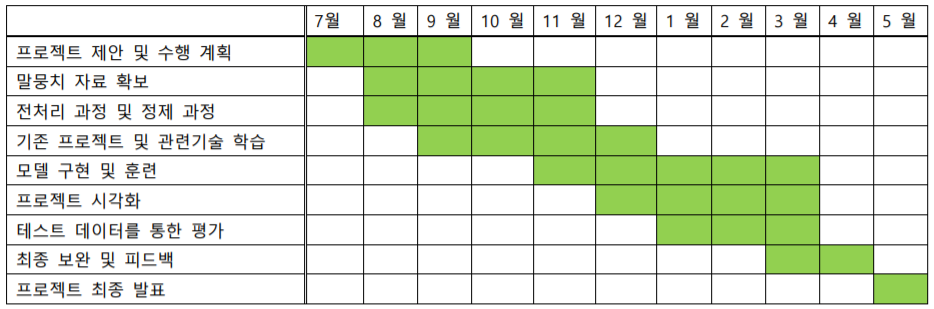 7월 8 월 9 월 10 월 11 월 12 월 1 월 2 월 3 월 4 월 5 월
프로젝트 제안 및 수행 계획
말뭉치 자료 확보
전처리 과정 및 정제 과정
기존 프로젝트 및 관련기술 학습
모델 구현 및 훈련
프로젝트 시각화
테스트 데이터를 통한 평가
최종 보완 및 피드백
프로젝트 최종 발표